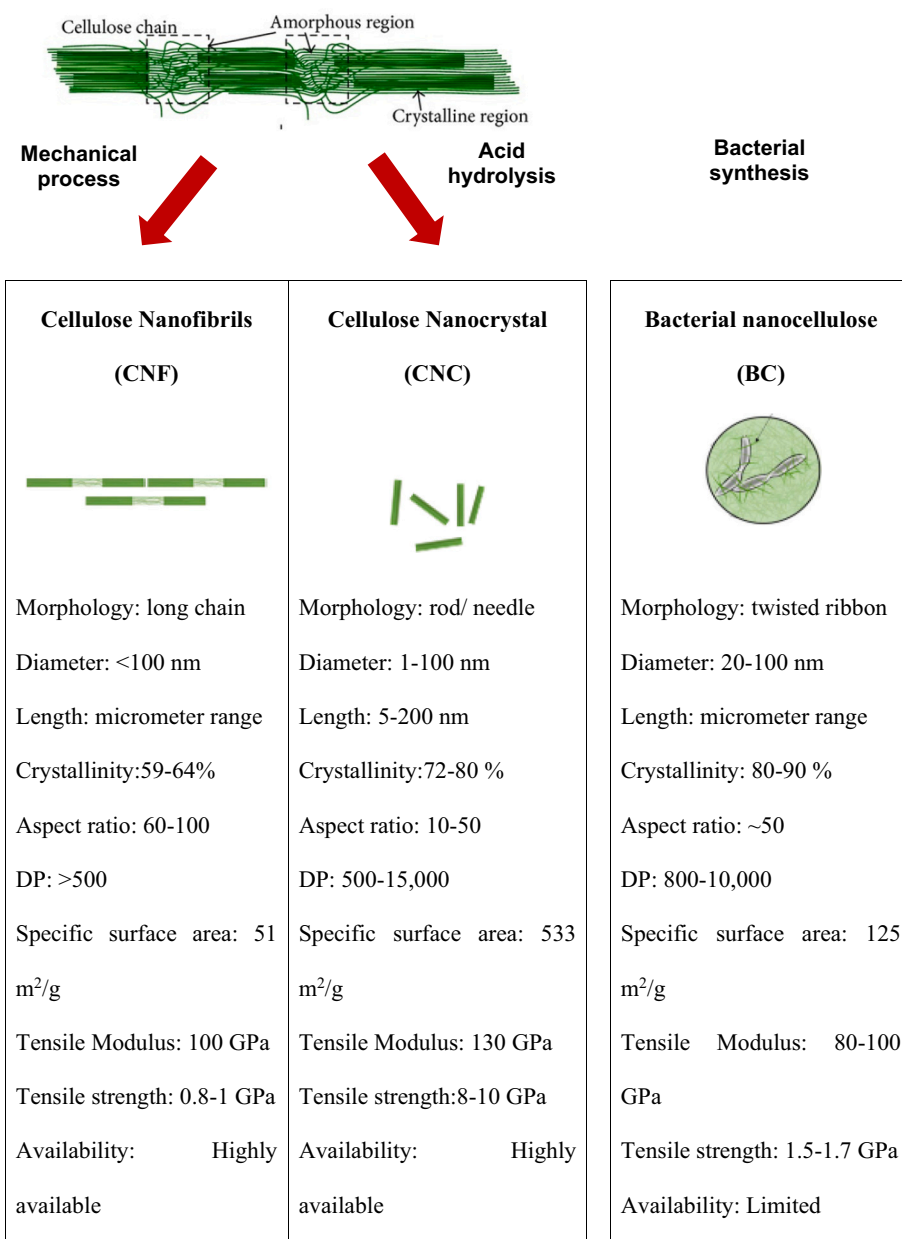 Cellulose chain
Amorphous region
Crystalline region
Mechanical
process
Acid
hydrolysis
Bacterial
synthesis
Cellulose Nanofibrils
(CNF)
Morphology: long chain
Diameter: <100 nm
Length: micrometer range
Crystallinity:59-64%
Aspect ratio: 60-100
DP: >500
Specific surface area: 51
m²/g
Tensile Modulus: 100 GPa
Tensile strength: 0.8-1 GPa
Availability: Highly
available
Cellulose Nanocrystal
(CNC)
Morphology: rod/ needle
Diameter: 1-100 nm
Length: 5-200 nm
Crystallinity:72-80 %
Aspect ratio: 10-50
DP: 500-15,000
Specific surface area: 533
m²/g
Tensile Modulus: 130 GPa
Tensile strength:8-10 GPa
Availability: Highly
available
Bacterial nanocellulose
(BC)
Morphology: twisted ribbon
Diameter: 20-100 nm
Length: micrometer range
Crystallinity: 80-90 %
Aspect ratio: ~50
DP: 800-10,000
Specific surface area: 125
m²/g
Tensile Modulus: 80-100
GPa
Tensile strength: 1.5-1.7 GPa
Availability: Limited